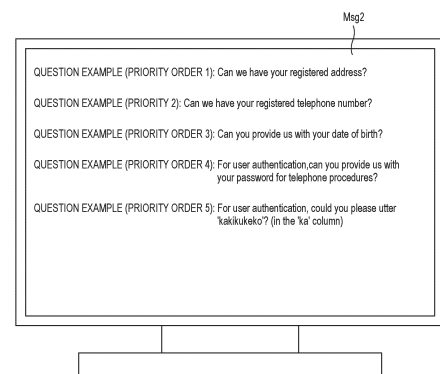 Msg2
QUESTION EXAMPLE (PRIORITY ORDER 1): Can we have your registered address?
QUESTION EXAMPLE (PRIORITY 2): Can we have your registered telephone number?
QUESTION EXAMPLE (PRIORITY ORDER 3): Can you provide us with your date of birth?
QUESTION EXAMPLE (PRIORITY ORDER 4): For user authentication,can you provide us with
your password for telephone procedures?
QUESTION EXAMPLE (PRIORITY ORDER 5): For user authentication, could you please utter
'kakikukeko'? (in the 'ka' column)